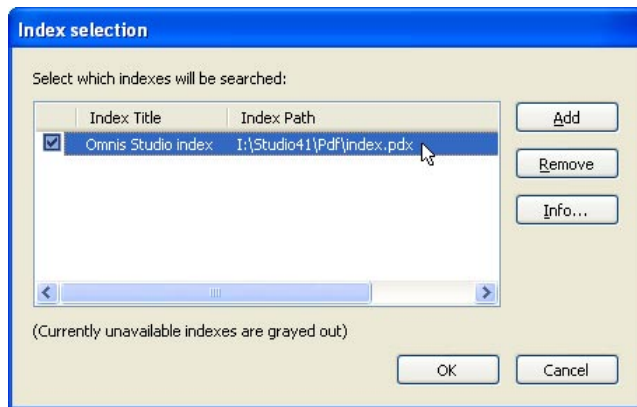 Index selection
Select which indexes will be searched:
Index Title Index Path
Omnis Studio index I:\Studio41\Pdf\index.pdx
Add
Remove
Info...
(Currently unavailable indexes are grayed out)
OK Cancel